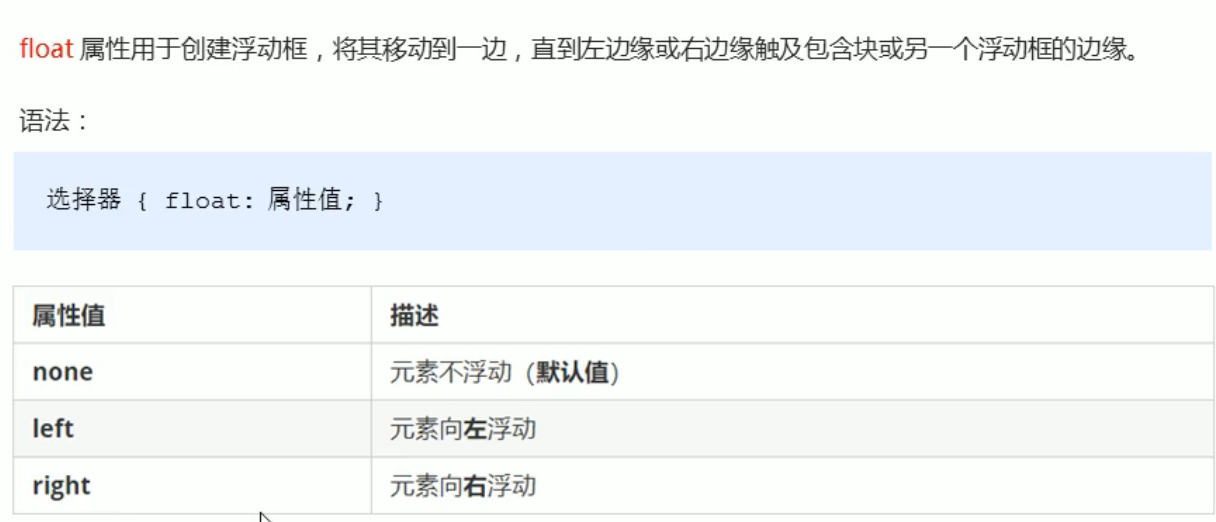 float 属性用于创建浮动框，将其移动到一边，直到左边缘或右边缘触及包含块或另一个浮动框的边缘。
语法：
选择器 { float: 属性值; }
属性值 描述
none 元素不浮动（默认值）
left 元素向左浮动
right 元素向右浮动